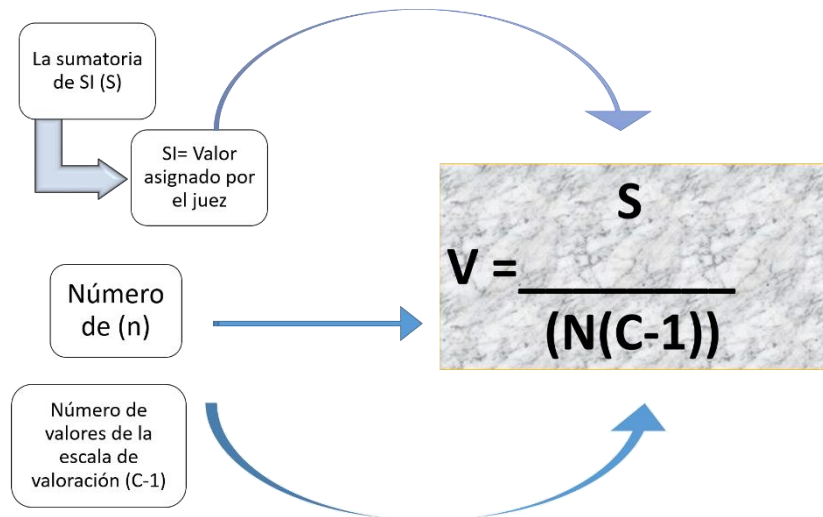 La sumatoria
de SI (S)
SI= Valor
asignado por
el juez
Número
de (n)
Número de
valores de la
escala de
valoración (C-1)
S
V =
(N(C-1))